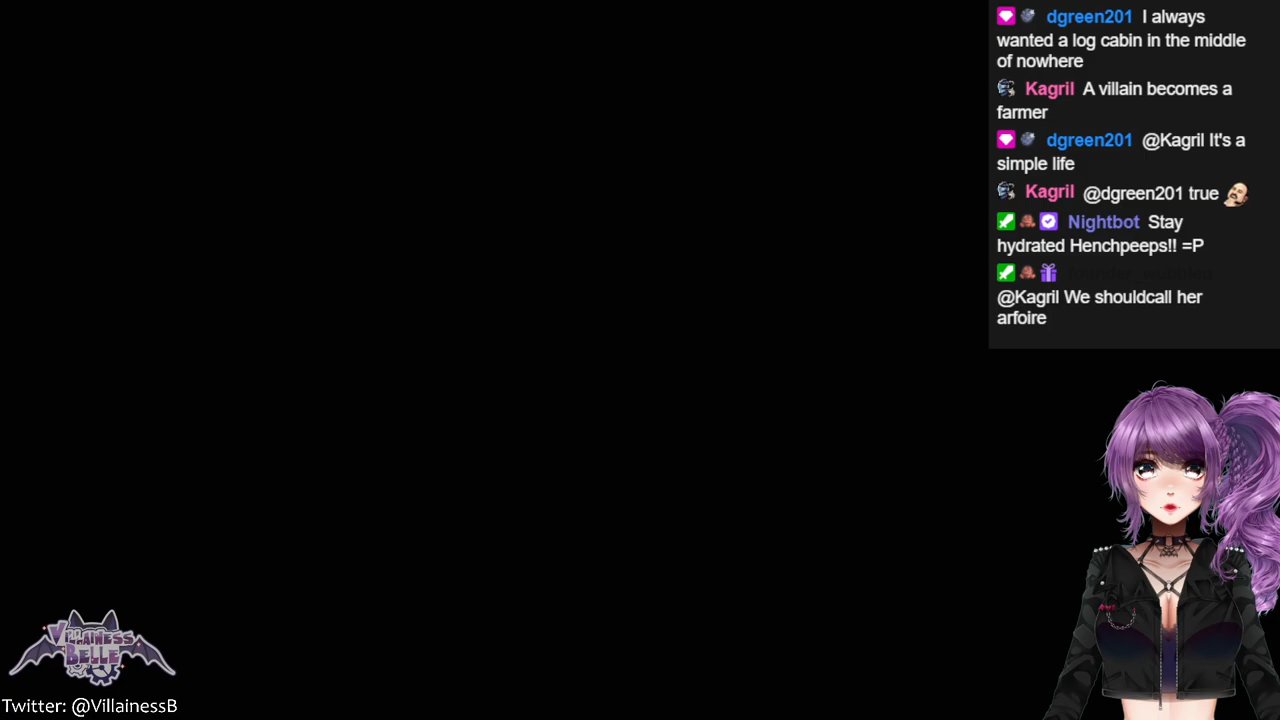 dgreen201 I always
wanted a log cabin in the middle
of nowhere
Kagril A villain becomes a
farmer
dgreen201 @Kagril It's a
simple life
Kagril @dgreen201 true
Nightbot Stay
hydrated Henchpeeps!! =P
@Kagril We shouldcall her
arfoire
VILLAINESS
BELLE
Twitter: @VillainessB